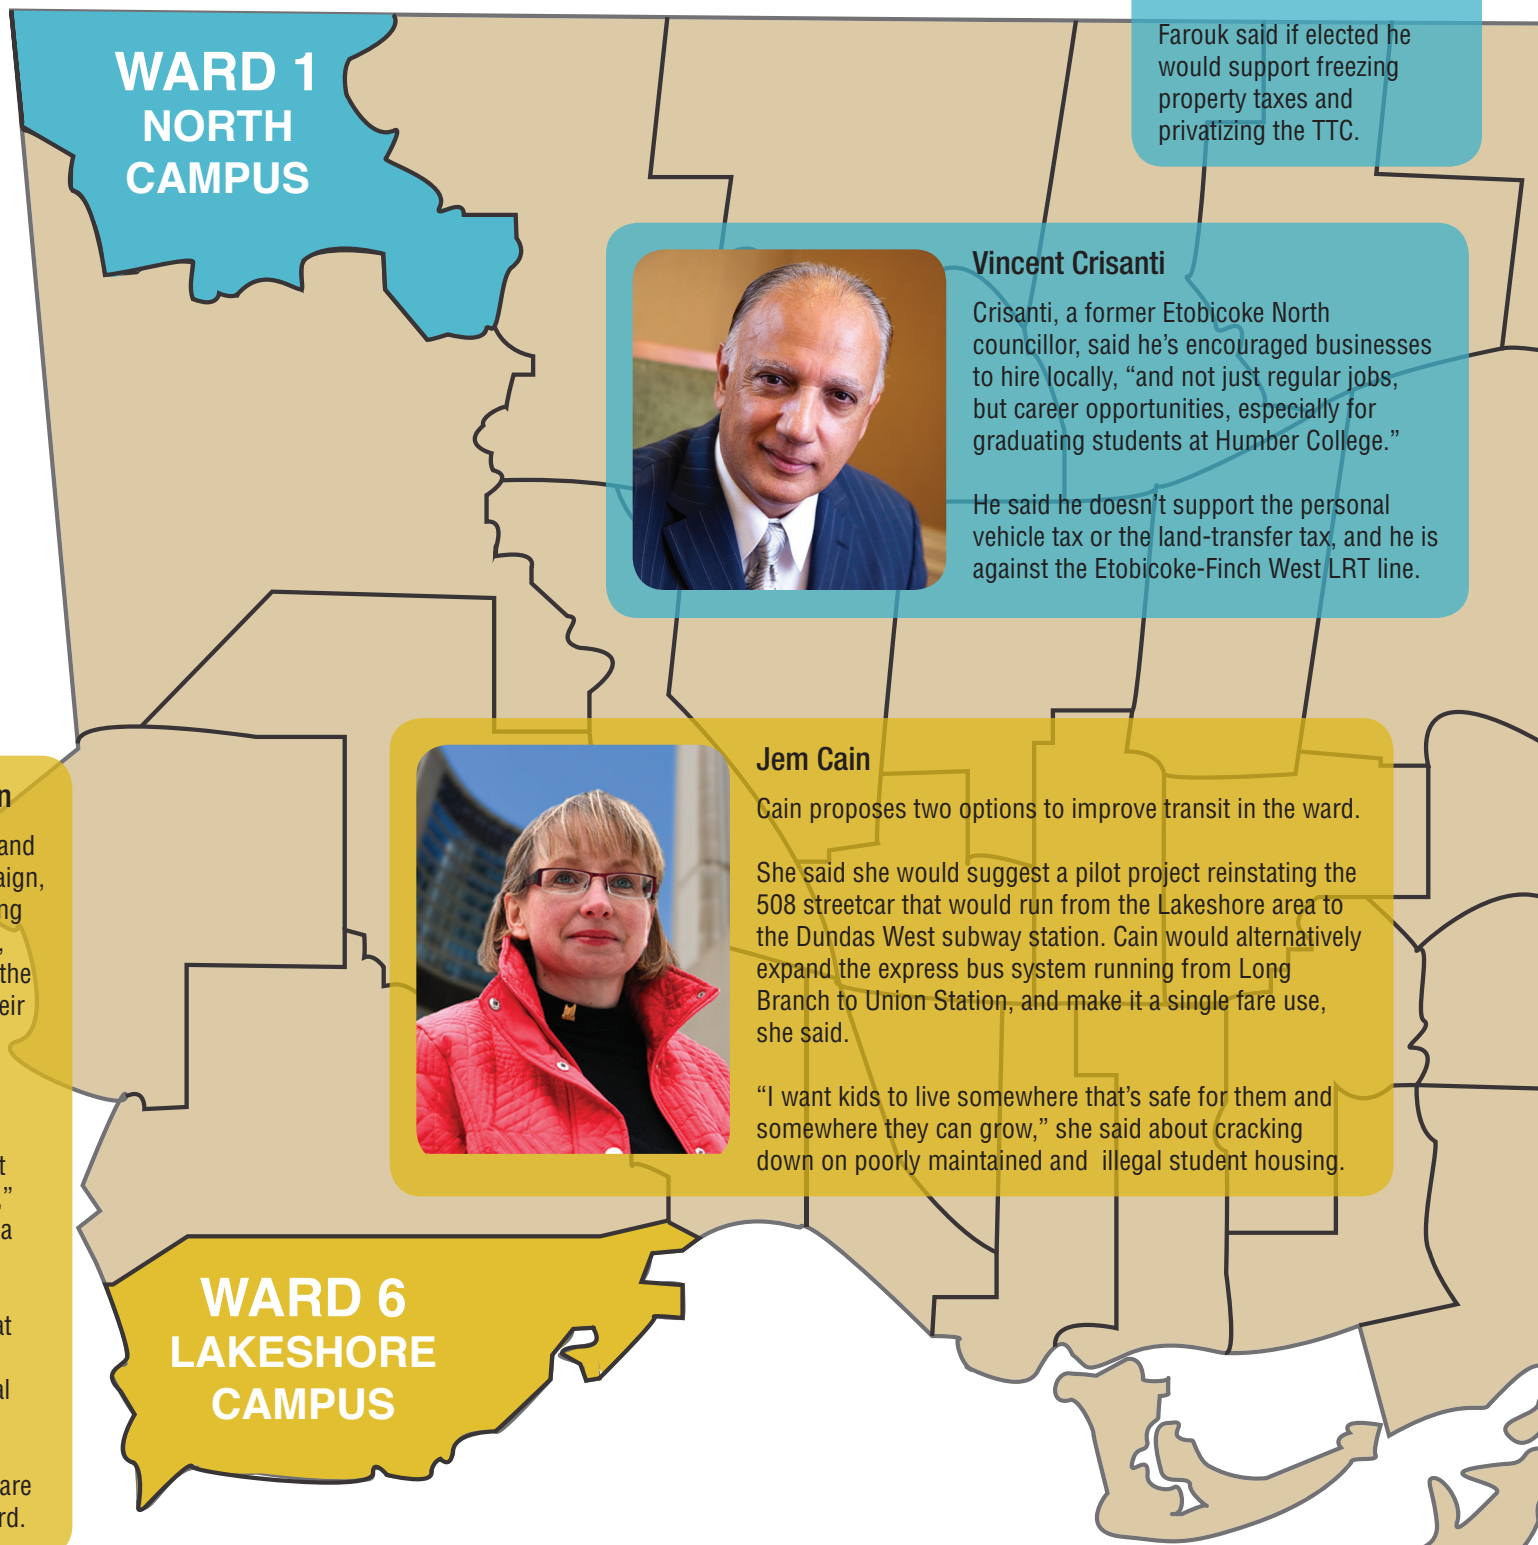 WARD 1
NORTH
CAMPUS
Farouk said if elected he
would support freezing
property taxes and
privatizing the TTC.
Vincent Crisanti
Crisanti, a former Etobicoke North
councillor, said he's encouraged businesses
to hire locally, “and not just regular jobs,
but career opportunities, especially for
graduating students at Humber College.”
He said he doesn't support the personal
vehicle tax or the land-transfer tax, and he is
against the Etobicoke-Finch West LRT line.
Jem Cain
Cain proposes two options to improve transit in the ward.
She said she would suggest a pilot project reinstating the
508 streetcar that would run from the Lakeshore area to
the Dundas West subway station. Cain would alternatively
expand the express bus system running from Long
Branch to Union Station, and make it a single fare use,
she said.
“I want kids to live somewhere that's safe for them and
somewhere they can grow,” she said about cracking
down on poorly maintained and  illegal student housing.
n
and
aign,
ng
,
the
eir
t
,”
a
at
al
are
rd.
WARD 6
LAKESHORE
CAMPUS